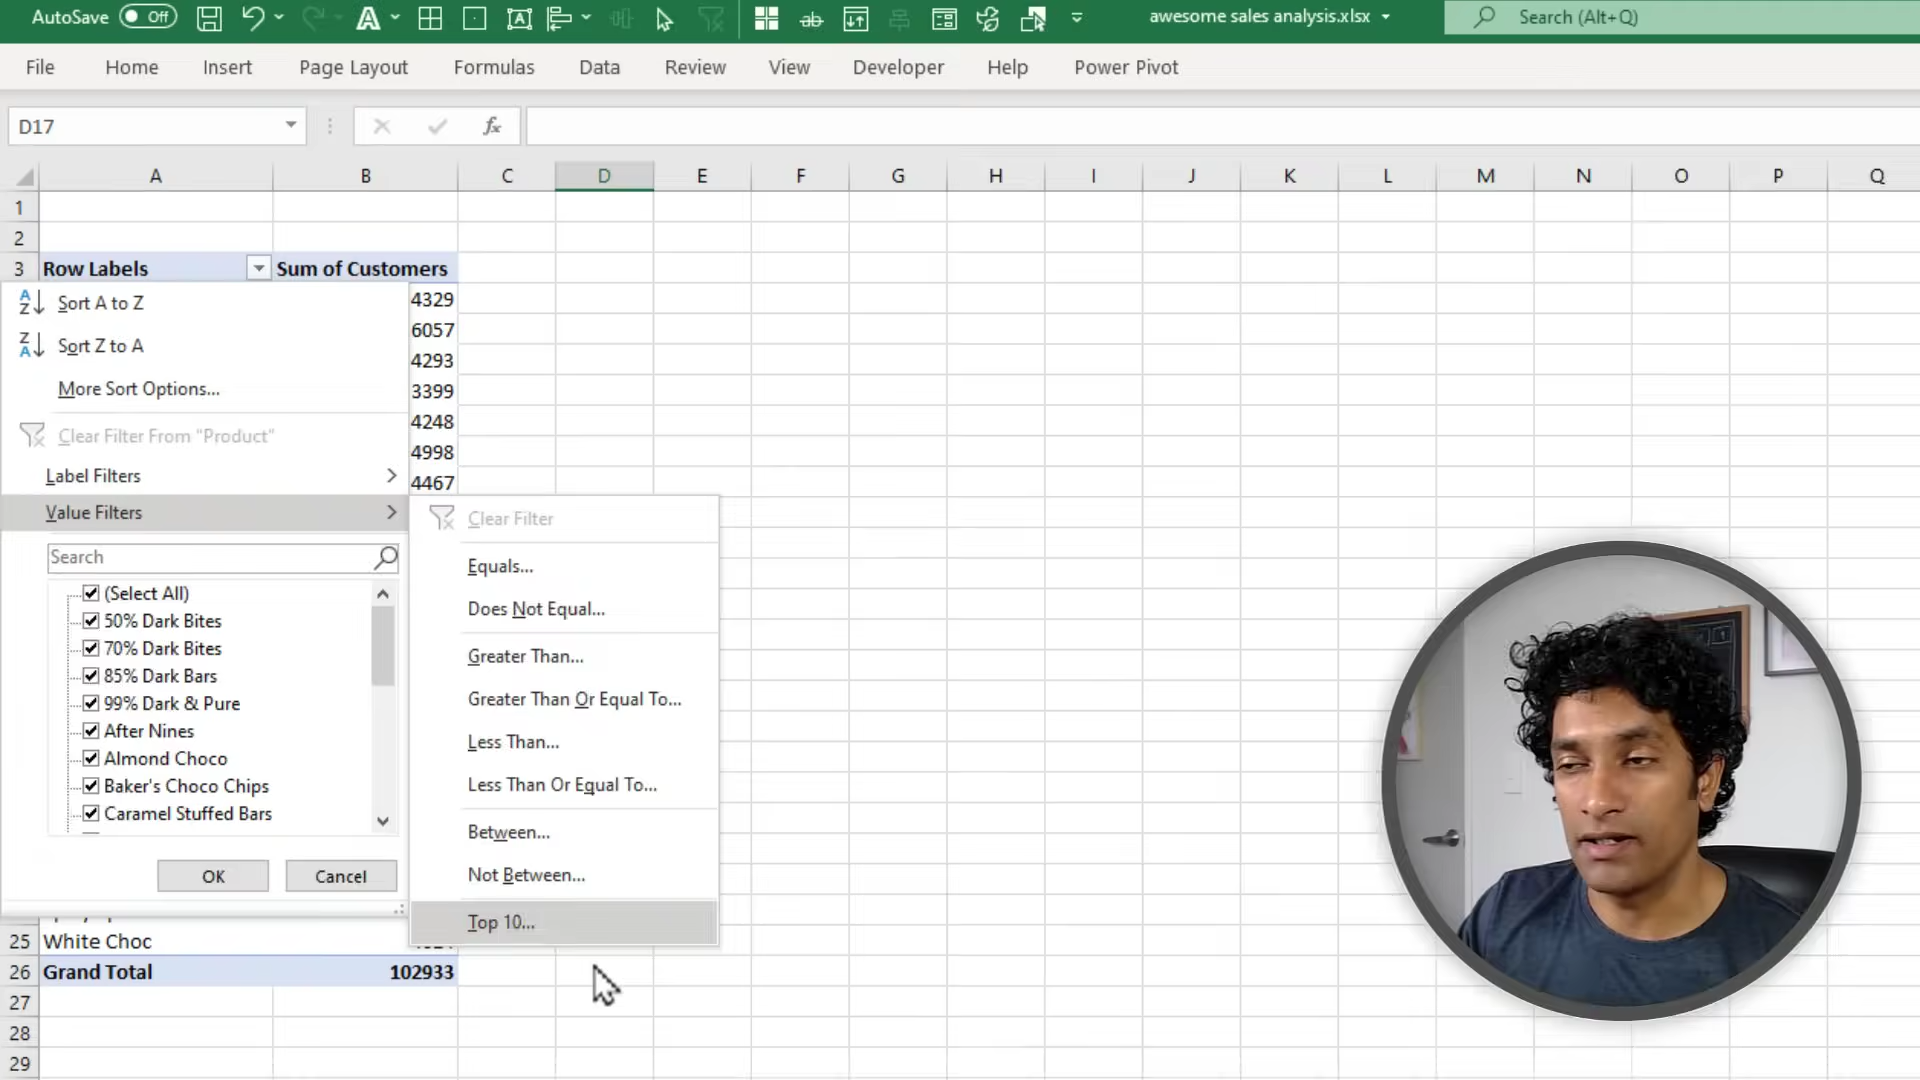 AutoSave Off awesome sales analysis.xlsx Search (Alt+Q)
File Home Insert Page Layout Formulas Data Review View Developer Help Power Pivot
D17 fx
A B C D E F G H I J K L M N O P Q
1
2
3 Row Labels Sum of Customers
Sort A to Z 4329
6057
Sort Z to A 4293
More Sort Options... 3399
4248
Clear Filter From "Product" 4998
Label Filters 4467
Value Filters
Clear Filter
Search
Equals...
(Select All)
50% Dark Bites
Does Not Equal...
70% Dark Bites
Greater Than...
85% Dark Bars
99% Dark & Pure
Greater Than Or Equal To...
After Nines
Less Than...
Almond Choco
Baker's Choco Chips
Less Than Or Equal To...
Caramel Stuffed Bars
Between...
OK Cancel
Not Between...
Top 10...
25 White Choc
26 Grand Total 102933
27
28
29